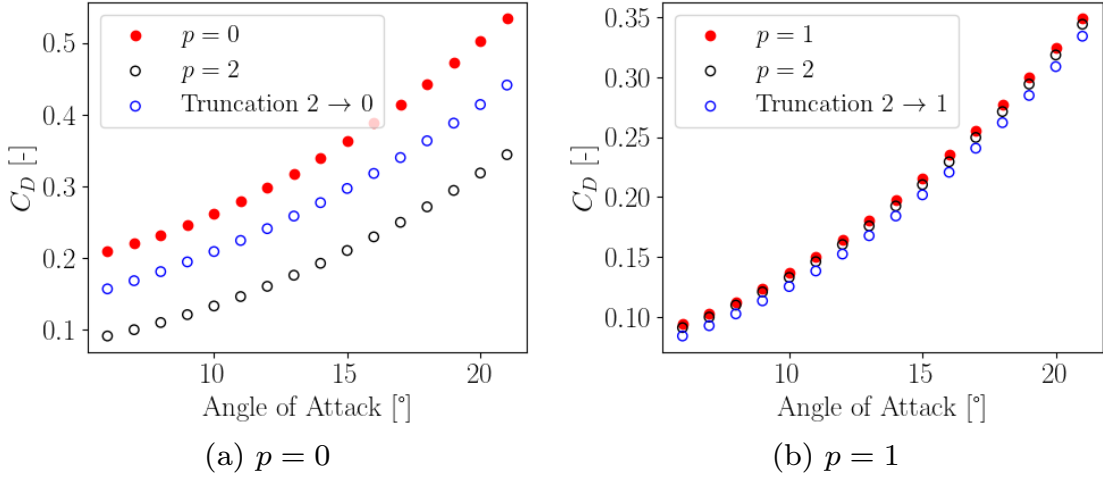 0.5
0.4
0.3
0.2
0.1
C_D [-]
p = 0
p = 2
Truncation 2 → 0
10
15
20
Angle of Attack [°]
(a) p = 0
0.35
0.30
0.25
0.20
0.15
0.10
C_D [-]
p = 1
p = 2
Truncation 2 → 1
10
15
20
Angle of Attack [°]
(b) p = 1